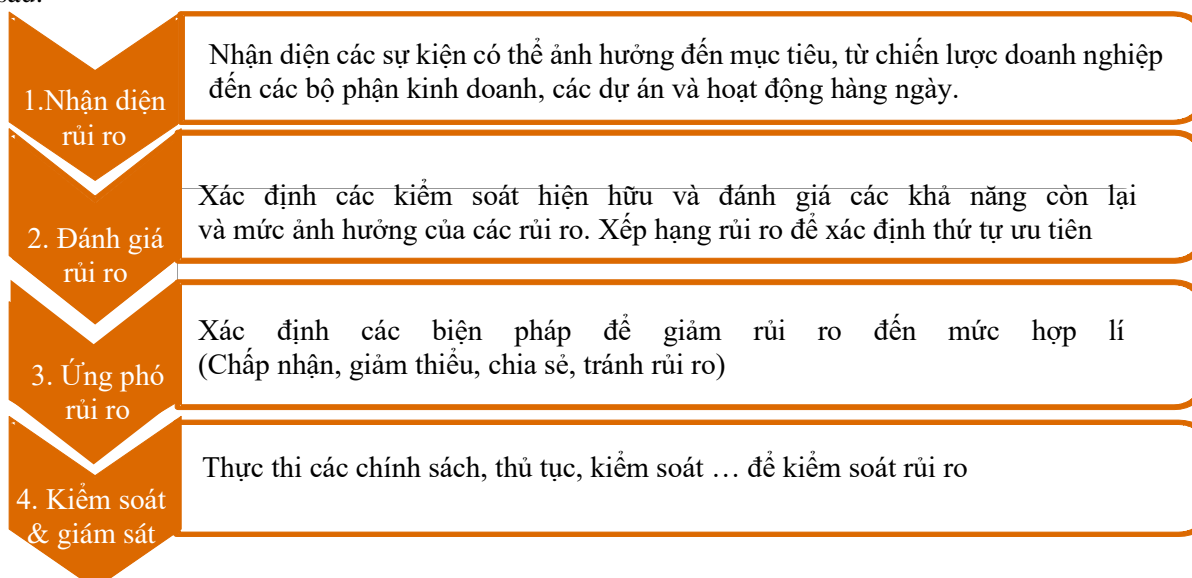 1.Nhận diện
rủi ro
Nhận diện các sự kiện có thể ảnh hưởng đến mục tiêu, từ chiến lược doanh nghiệp
đến các bộ phận kinh doanh, các dự án và hoạt động hàng ngày.
2. Đánh giá
rủi ro
Xác định các kiểm soát hiện hữu và đánh giá các khả năng còn lại
và mức ảnh hưởng của các rủi ro. Xếp hạng rủi ro để xác định thứ tự ưu tiên
3. Ứng phó
rủi ro
Xác định các biện pháp để giảm rủi ro đến mức hợp lí
(Chấp nhận, giảm thiểu, chia sẻ, tránh rủi ro)
4. Kiểm soát
& giám sát
Thực thi các chính sách, thủ tục, kiểm soát … để kiểm soát rủi ro